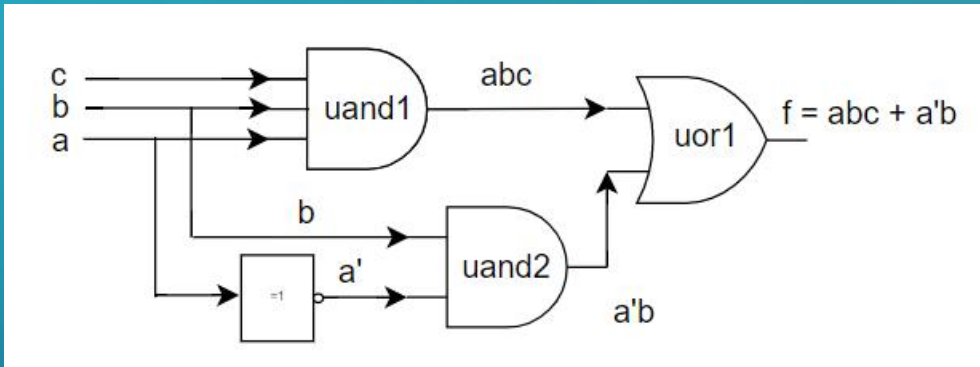 c
b
a
uand1
abc
uor1
f = abc + a'b
b
a'
=1
uand2
a'b